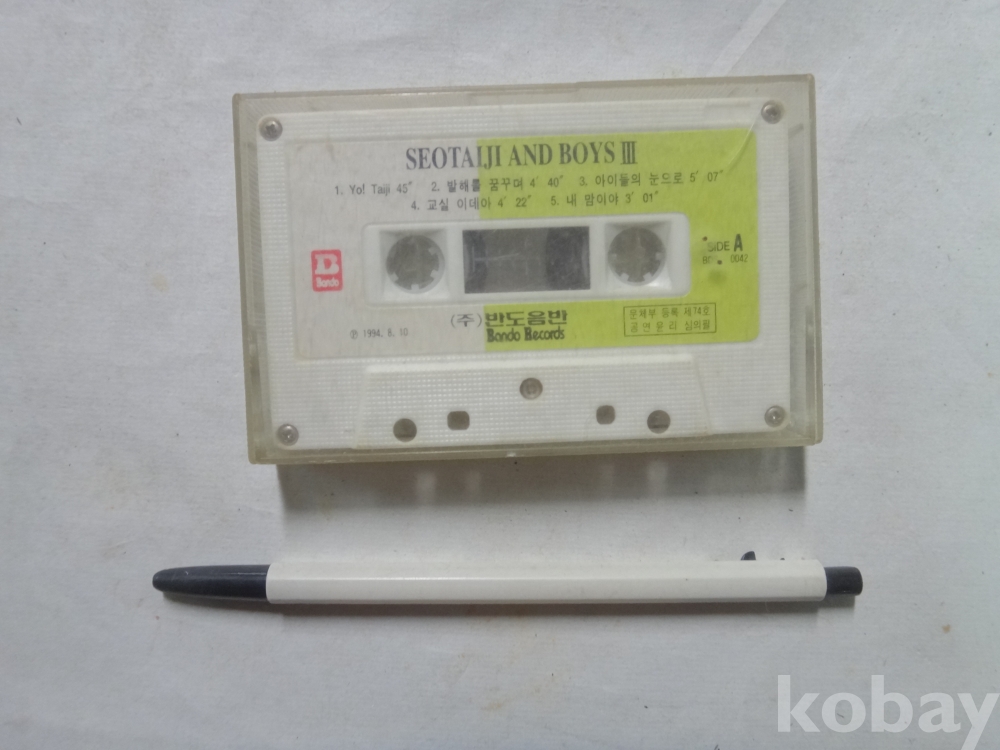 SEOTAIJI AND BOYS III
1. Yo! Taiji 45" 2.발해를 꿈꾸며 4' 40" 3. 아이들의 눈으로 5' 07"
4. 교실 이데아 4' 22" 5. 내 맘이야 3' 01"
SIDE A
0042
B
Bando
(주)반도음반
Bando Records
℗ 1994. 8. 10
문체부 등록 제74호
공연윤리 심의필
kobay